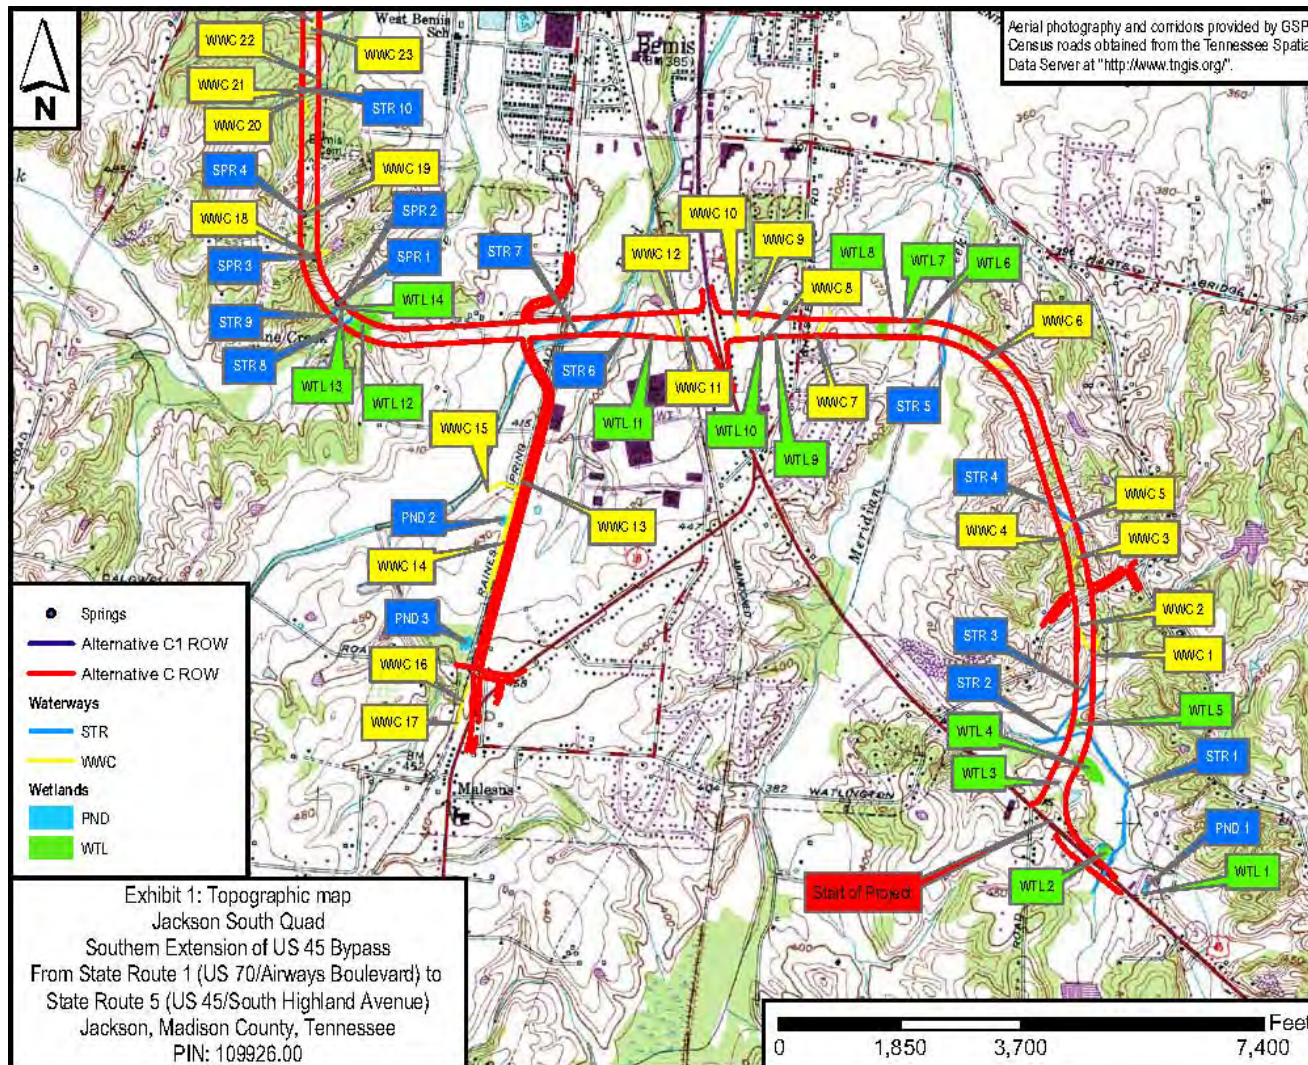 Aerial photography and corridors provided by GSP
Census roads obtained from the Tennessee Spatia
Data Server at "http://www.tngis.org/".
N
West Bemis
Sch
Bemis
WWC 22
WWC 23
WWC 21
STR 10
WWC 20
SPR 4
WWC 19
WWC 18
SPR 2
SPR 3
SPR 1
STR 7
WWC 12
WWC 10
WWC 9
WTL 8
WTL 7
WTL 6
WWC 8
WTL 14
STR 9
STR 8
WTL 13
WTL 12
STR 6
WTL 11
WWC 11
WTL 10
WTL 9
WWC 7
STR 5
WWC 6
BRIDGE
WWC 15
PND 2
WWC 13
WWC 14
RAINES
SPRING
PND 3
WWC 16
WWC 17
Malesus
ABANDONED
Meridian
STR 4
WWC 5
WWC 4
WWC 3
WWC 2
STR 3
WWC 1
STR 2
WTL 5
WTL 4
STR 1
WTL 3
WATLINGTON
382
404
447
PND 1
Start of Project
WTL 2
WTL 1
ROAD
Springs
Alternative C1 ROW
Alternative C ROW
Waterways
STR
WWC
Wetlands
PND
WTL
Exhibit 1: Topographic map
Jackson South Quad
Southern Extension of US 45 Bypass
From State Route 1 (US 70/Airways Boulevard) to
State Route 5 (US 45/South Highland Avenue)
Jackson, Madison County, Tennessee
PIN: 109926.00
Feet
0 1,850 3,700 7,400